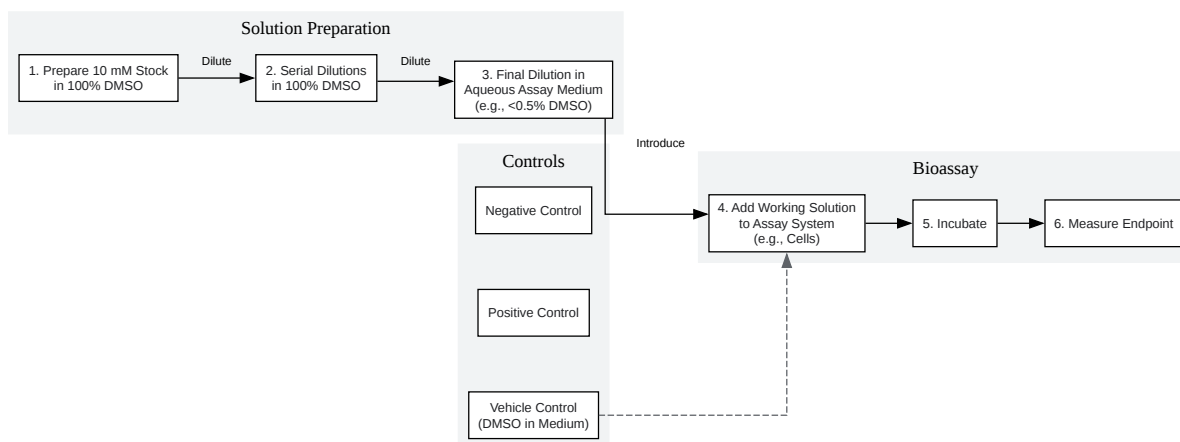 Solution Preparation
1. Prepare 10 mM Stock
in 100% DMSO
Dilute
2. Serial Dilutions
in 100% DMSO
Dilute
3. Final Dilution in
Aqueous Assay Medium
(e.g., <0.5% DMSO)
Introduce
Controls
Negative Control
Positive Control
Vehicle Control
(DMSO in Medium)
Bioassay
4. Add Working Solution
to Assay System
(e.g., Cells)
5. Incubate
6. Measure Endpoint